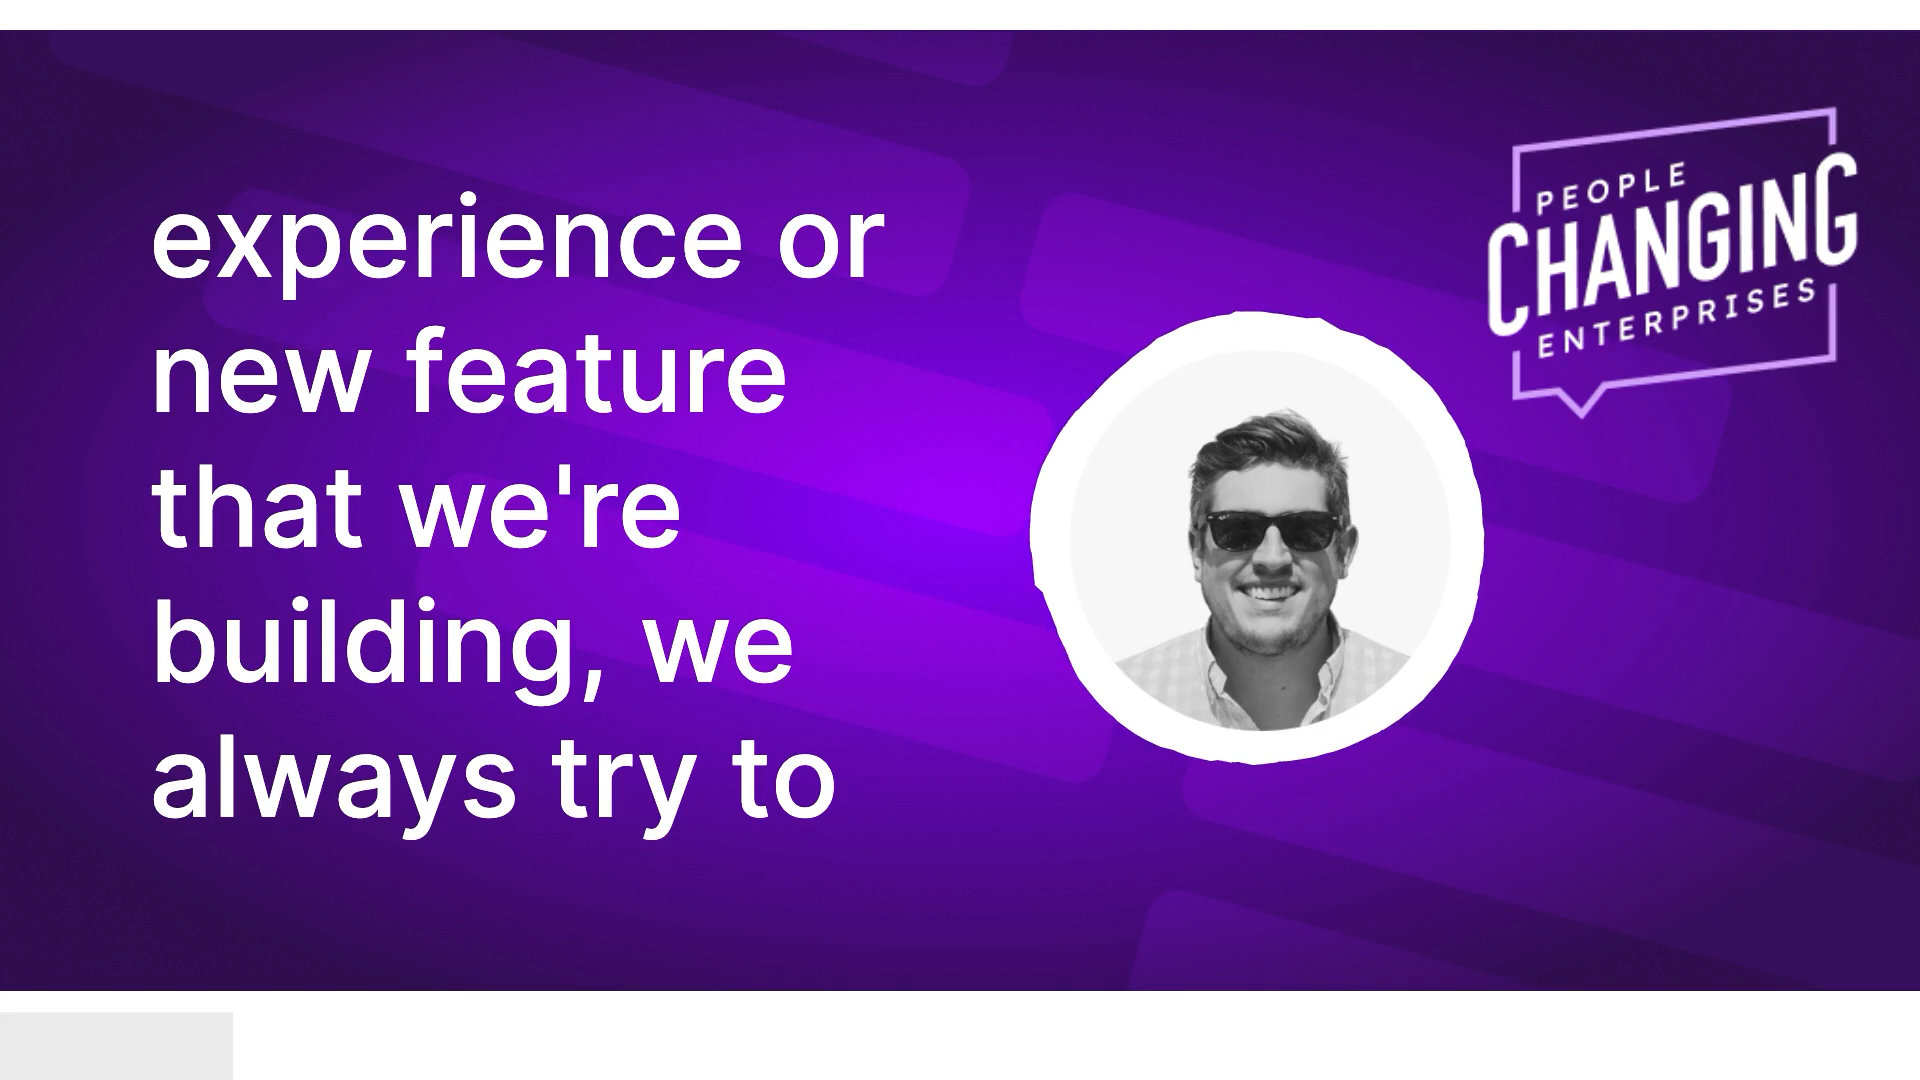 experience or
new feature
that we're
building, we
always try to
PEOPLE
CHANGING
ENTERPRISES